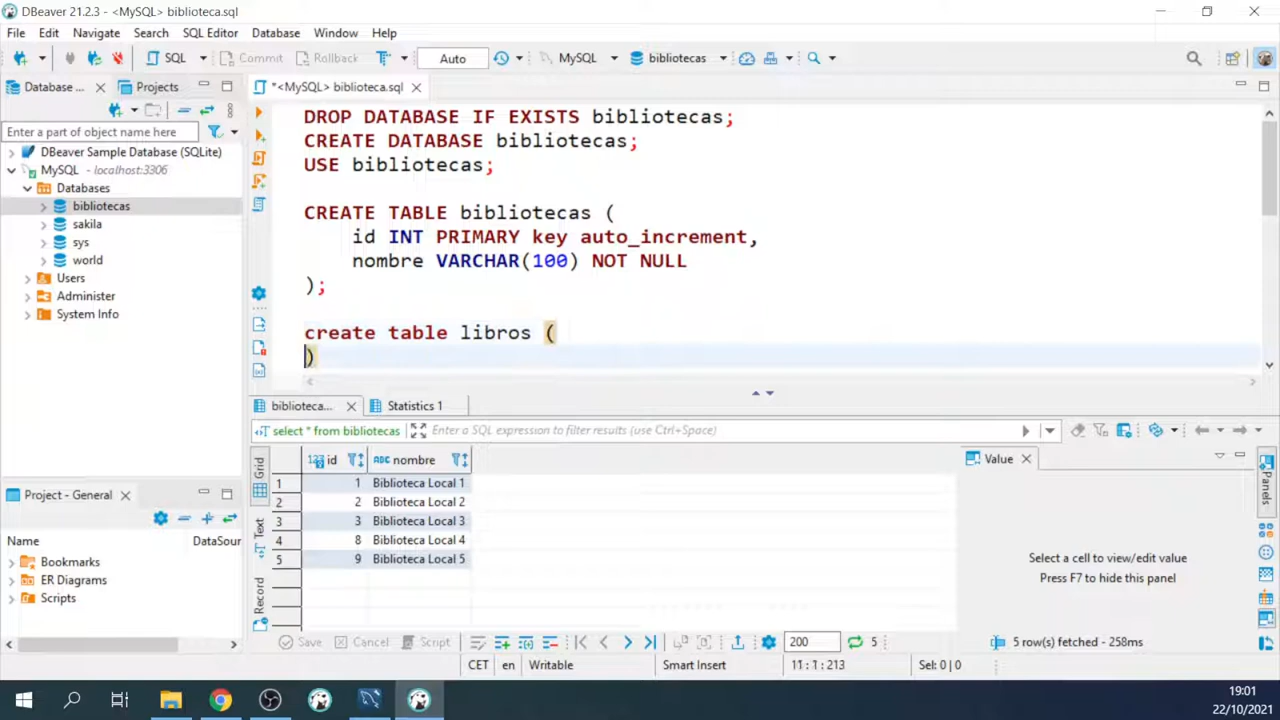 DBeaver 21.2.3 - <MySQL> biblioteca.sql
File Edit Navigate Search SQL Editor Database Window Help
SQL Commit Rollback Auto MySQL bibliotecas
Database ... Projects
*<MySQL> biblioteca.sql
Enter a part of object name here
DBeaver Sample Database (SQLite)
MySQL - localhost:3306
Databases
bibliotecas
sakila
sys
world
Users
Administer
System Info
DROP DATABASE IF EXISTS bibliotecas;
CREATE DATABASE bibliotecas;
USE bibliotecas;
CREATE TABLE bibliotecas (
id INT PRIMARY key auto_increment,
nombre VARCHAR(100) NOT NULL
);
create table libros (
)
biblioteca... Statistics 1
select * from bibliotecas Enter a SQL expression to filter results (use Ctrl+Space)
Grid
Text
Record
id ABC nombre
1 1 Biblioteca Local 1
2 2 Biblioteca Local 2
3 3 Biblioteca Local 3
4 8 Biblioteca Local 4
5 9 Biblioteca Local 5
Value
Select a cell to view/edit value
Press F7 to hide this panel
Panels
Project - General
Name DataSour
Bookmarks
ER Diagrams
Scripts
Save Cancel Script 200 5 5 row(s) fetched - 258ms
CET en Writable Smart Insert 11 : 1 : 213 Sel: 0 | 0
19:01
22/10/2021